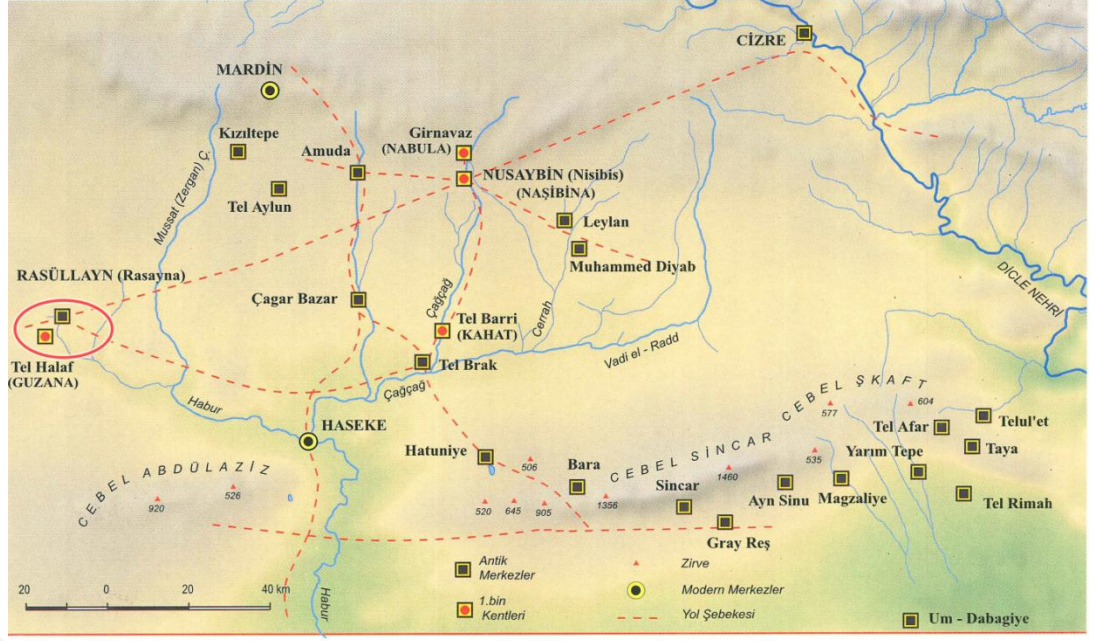 CİZRE
MARDİN
Kızıltepe
Amuda
Girnavaz
(NABULA)
NUSAYBİN (Nisibis)
(NAŞİBİNA)
Mussat (Zergan) Ç.
Tel Aylun
Leylan
Muhammed Diyab
RASÜLLAYN (Rasayna)
Çagar Bazar
Çağçağ
Cerrah
DİCLE NEHRİ
Tel Barri
(KAHAT)
Tel Halaf
(GUZANA)
Tel Brak
Vadi el - Radd
Çağçağ
Habur
HASEKE
CEBEL ŞKAFT
577
604
Telul'et
Tel Afar
Taya
Hatuniye
506
CEBEL SİNCAR
535
Yarım Tepe
Bara
1460
CEBEL ABDÜLAZİZ
526
920
Sincar
Ayn Sinu
Magzaliye
Tel Rimah
520
645
905
1356
Gray Reş
Antik
Merkezler
Zirve
20
0
20
40 km
Modern Merkezler
1.bin
Kentleri
Yol Şebekesi
Habur
Um - Dabagiye